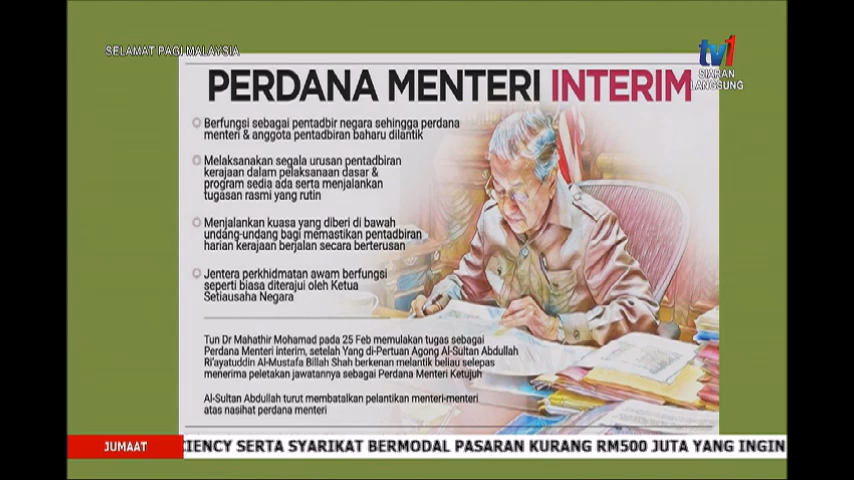 SELAMAT PAGI MALAYSIA
tv1
SIARAN
LANGSUNG
PERDANA MENTERI INTERIM
Berfungsi sebagai pentadbir negara sehingga perdana
menteri & anggota pentadbiran baharu dilantik
Melaksanakan segala urusan pentadbiran
kerajaan dalam pelaksanaan dasar &
program sedia ada serta menjalankan
tugasan rasmi yang rutin
Menjalankan kuasa yang diberi di bawah
undang-undang bagi memastikan pentadbiran
harian kerajaan berjalan secara berterusan
Jentera perkhidmatan awam berfungsi
seperti biasa diterajui oleh Ketua
Setiausaha Negara
Tun Dr Mahathir Mohamad pada 25 Feb memulakan tugas sebagai
Perdana Menteri interim, setelah Yang di-Pertuan Agong Al-Sultan Abdullah
Ri'ayatuddin Al-Mustafa Billah Shah berkenan melantik beliau selepas
menerima peletakan jawatannya sebagai Perdana Menteri Ketujuh
Al-Sultan Abdullah turut membatalkan pelantikan menteri-menteri
atas nasihat perdana menteri
JUMAAT
CIENCY SERTA SYARIKAT BERMODAL PASARAN KURANG RM500 JUTA YANG INGIN